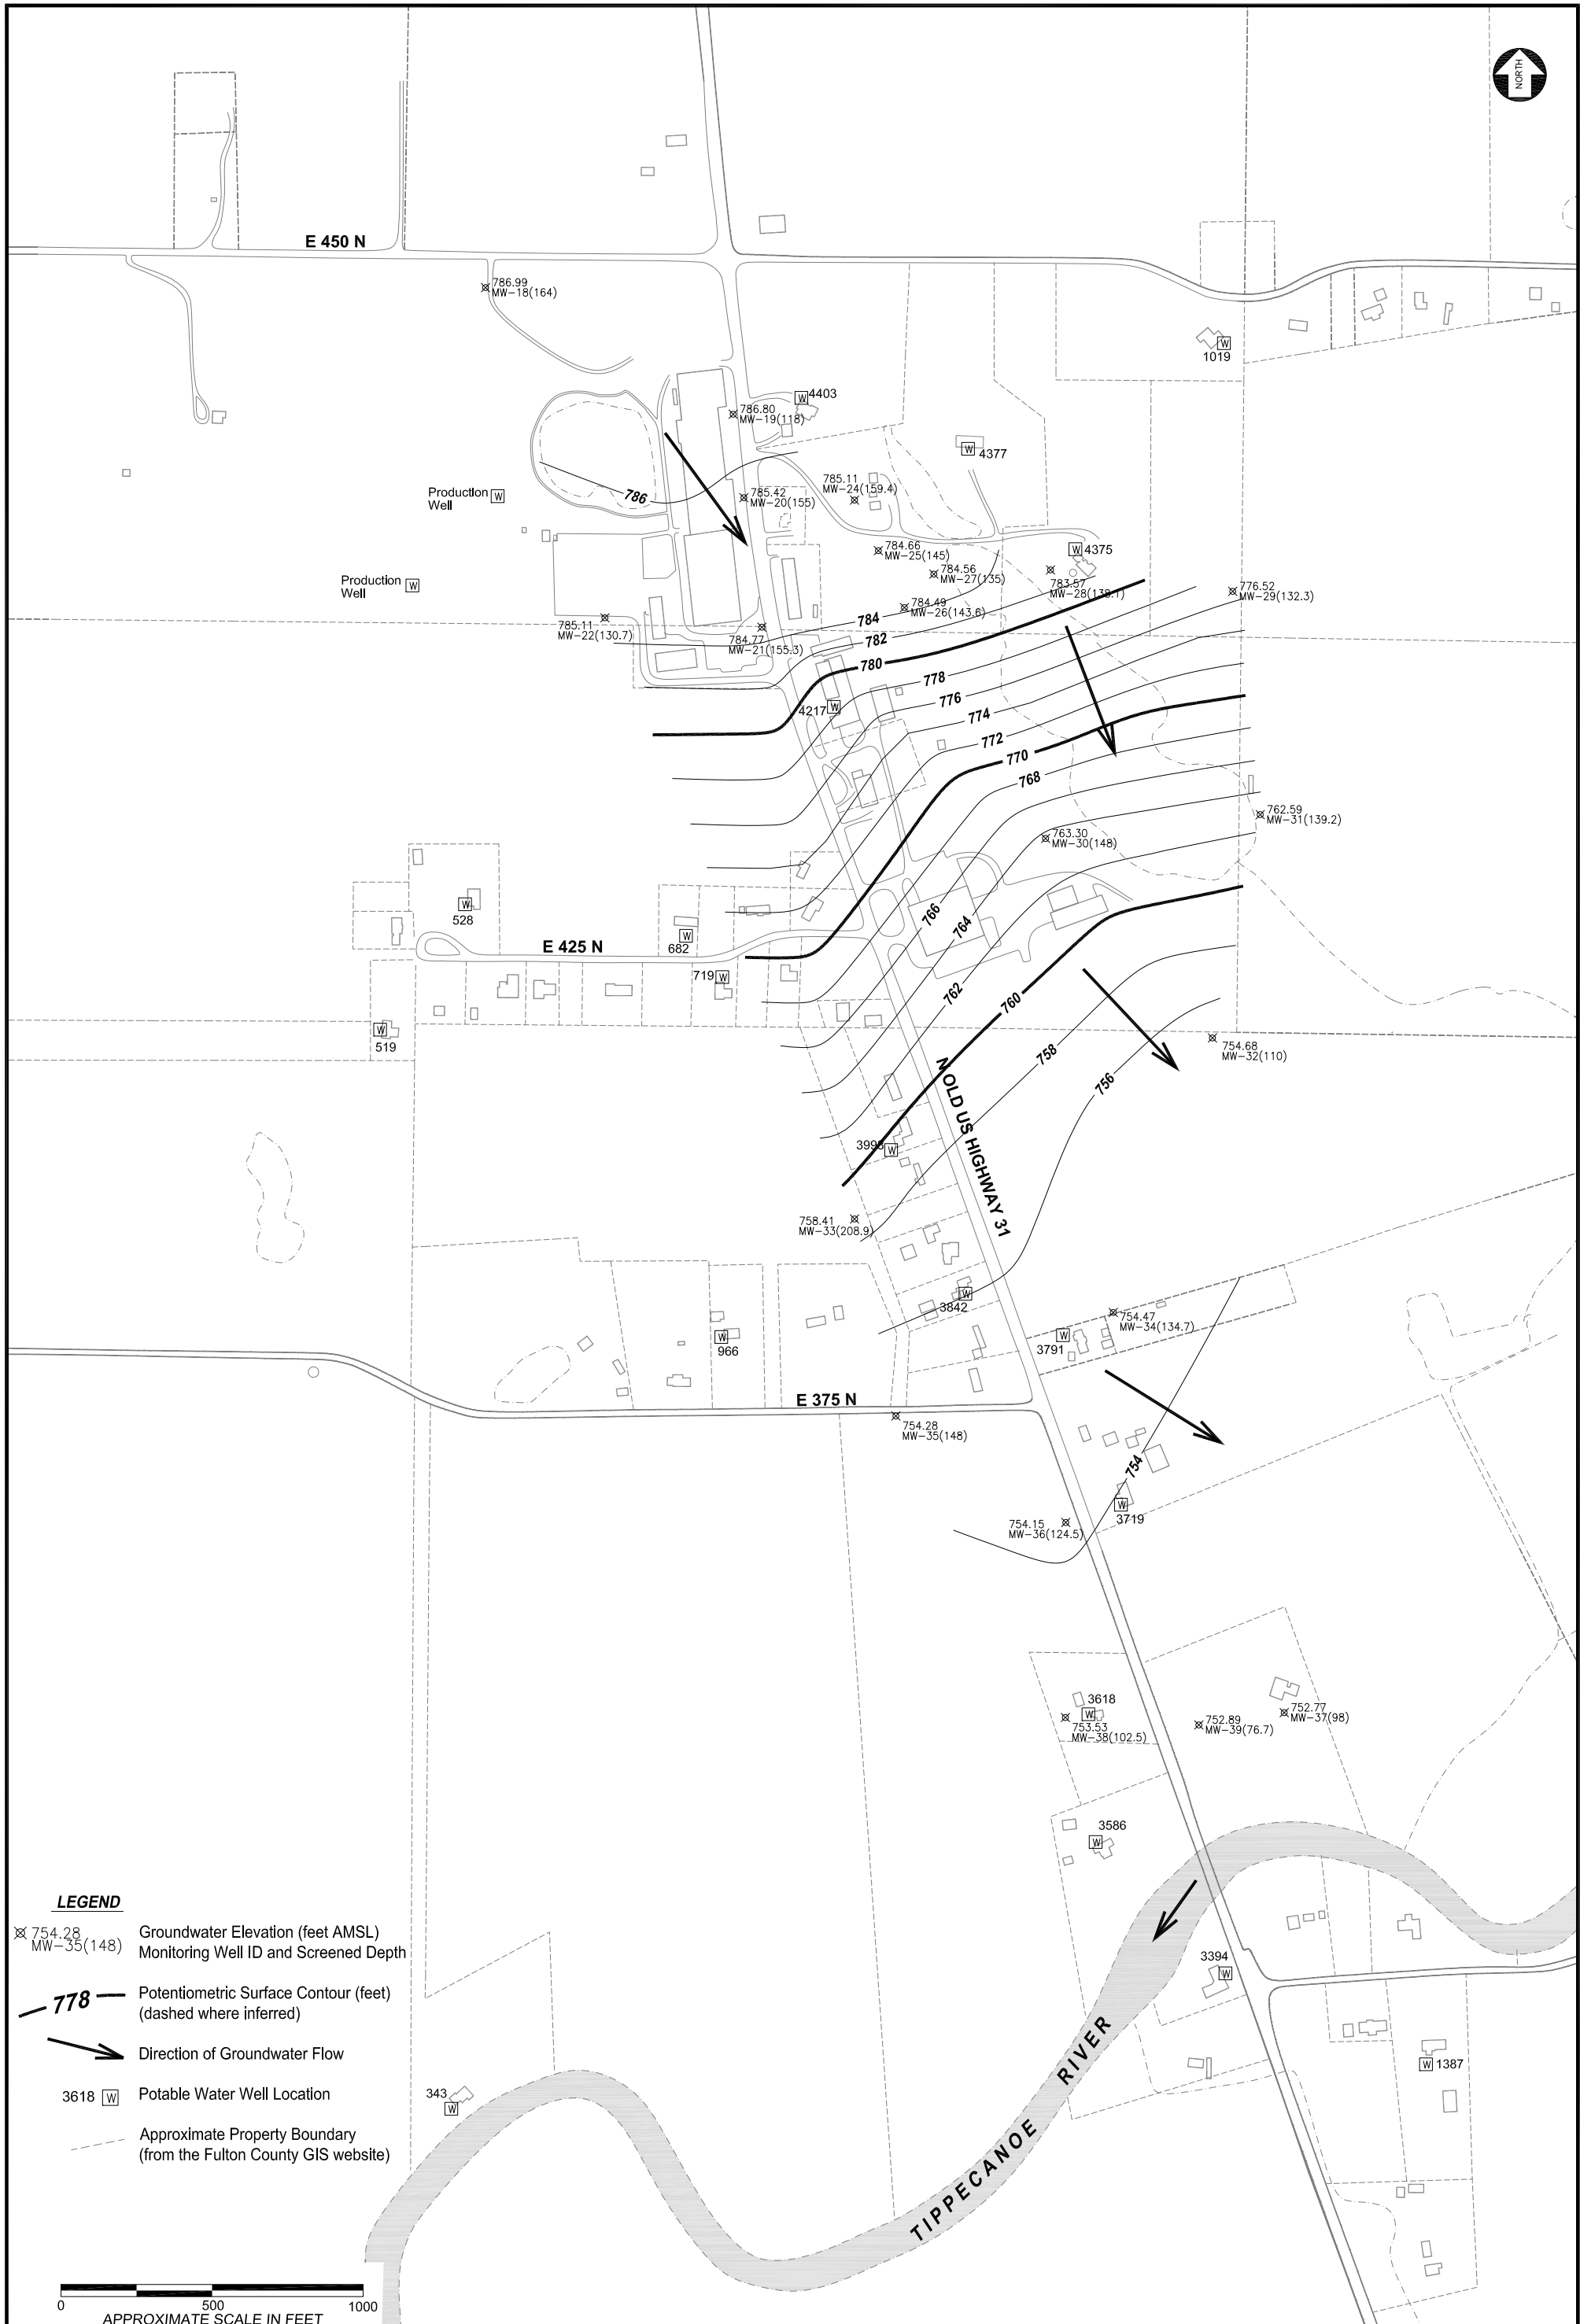 NORTH
E 450 N
786.99
MW-18(164)
1019
4403
786.80
MW-19(118)
4377
786
785.42
MW-20(155)
785.11
MW-24(159.4)
Production
Well
784.66
MW-25(145)
4375
784.56
MW-27(135)
783.57
MW-28(138.1)
776.52
MW-29(132.3)
Production
Well
785.11
MW-22(130.7)
784.77
MW-21(155.3)
784.49
MW-26(143.6)
784
782
780
778
776
774
772
770
768
4217
763.30
MW-30(148)
762.59
MW-31(139.2)
528
682
E 425 N
719
519
766
764
762
760
758
756
754.68
MW-32(110)
N OLD US HIGHWAY 31
758.41
MW-33(208.9)
3842
966
3791
754.47
MW-34(134.7)
E 375 N
754.28
MW-35(148)
754
3719
754.15
MW-36(124.5)
3618
753.53
MW-38(102.5)
752.89
MW-39(76.7)
752.77
MW-37(98)
3586
3394
1387
343
TIPPECANOE RIVER
LEGEND
754.28
MW-35(148)
Groundwater Elevation (feet AMSL)
Monitoring Well ID and Screened Depth
778
Potentiometric Surface Contour (feet)
(dashed where inferred)
Direction of Groundwater Flow
3618 W
Potable Water Well Location
Approximate Property Boundary
(from the Fulton County GIS website)
0 500 1000
APPROXIMATE SCALE IN FEET